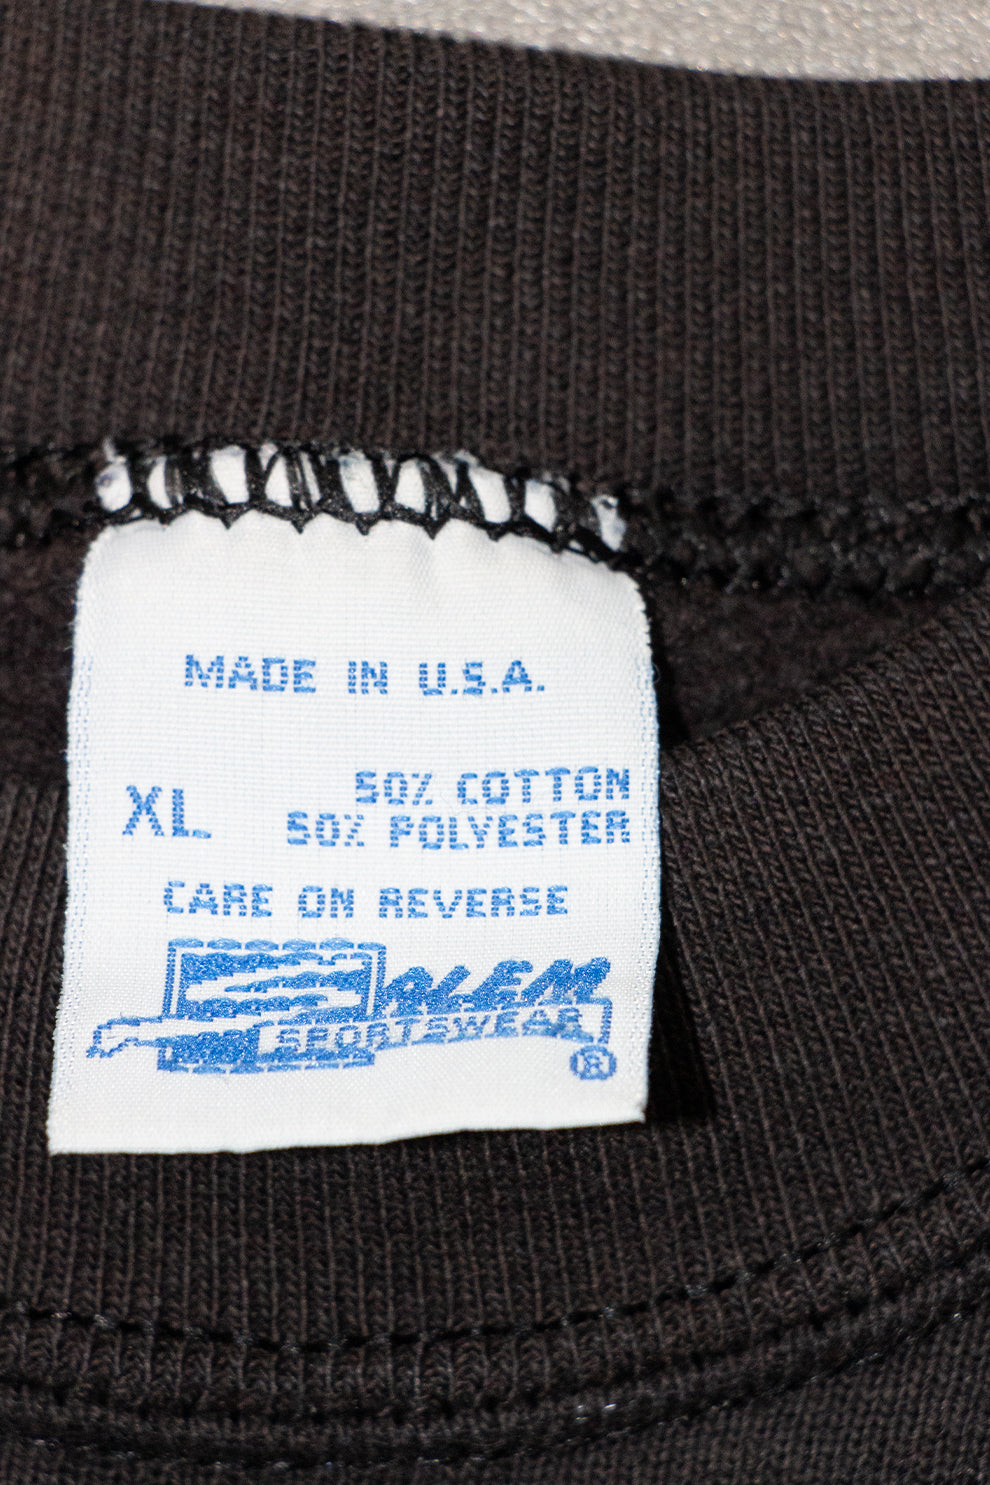 MADE IN U.S.A.
XL
50% COTTON
50% POLYESTER
CARE ON REVERSE
SALEM
SPORTSWEAR
®